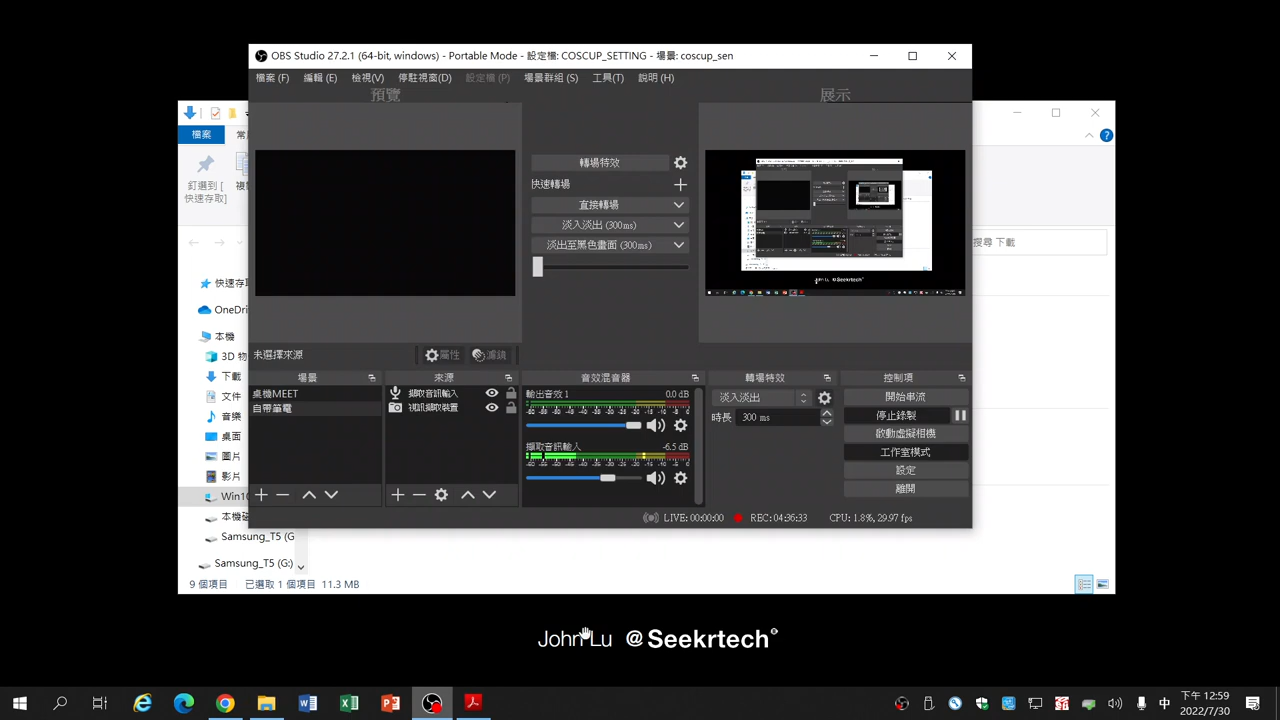 OBS Studio 27.2.1 (64-bit, windows) - Portable Mode - 設定檔: COSCUP_SETTING - 場景: coscup_sen
檔案 (F) 編輯 (E) 檢視(V) 停駐視窗(D) 設定檔 (P) 場景群組 (S) 工具(T) 說明 (H)
預覽
展示
檔案
釘選到 [
快速存取]
轉場特效
快速轉場
直接轉場
淡入淡出 (300ms)
淡出至黑色畫面 (300ms)
搜尋 下載
OneDri
本機
3D 物
下載
文件
音樂
桌面
圖片
影片
Win10
Samsung_T5 (G
Samsung_T5 (G:)
未選擇來源
屬性
濾鏡
場景
來源
音效混音器
轉場特效
控制項
桌機MEET
自帶筆電
擷取音訊輸入
視訊擷取裝置
輸出音效 1 0.0 dB
擷取音訊輸入 -6.5 dB
淡入淡出
時長 300 ms
開始串流
停止錄製
啟動虛擬相機
工作室模式
設定
離開
LIVE: 00:00:00 REC: 04:36:33 CPU: 1.8%, 29.97 fps
9 個項目 已選取 1 個項目 11.3 MB
John Lu @Seekrtech®
中
下午 12:59
2022/7/30